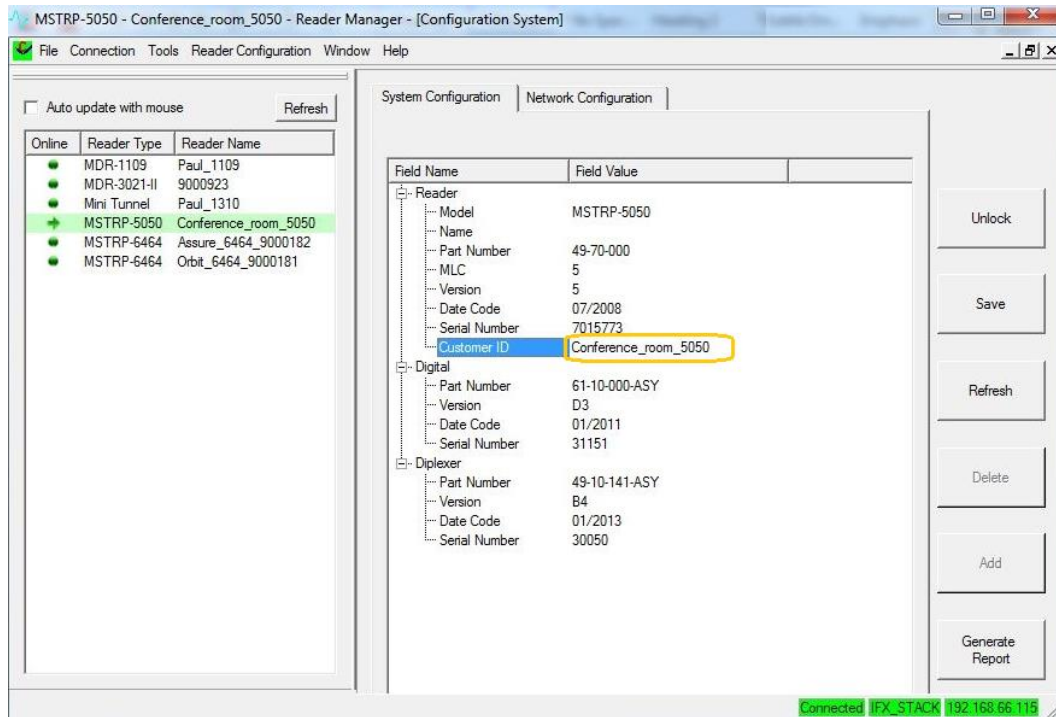 MSTRP-5050 - Conference_room_5050 - Reader Manager - [Configuration System]
File Connection Tools Reader Configuration Window Help
Auto update with mouse
Refresh
Online Reader Type Reader Name
MDR-1109 Paul_1109
MDR-3021-II 9000923
Mini Tunnel Paul_1310
MSTRP-5050 Conference_room_5050
MSTRP-6464 Assure_6464_9000182
MSTRP-6464 Orbit_6464_9000181
System Configuration Network Configuration
Field Name Field Value
Reader
Model MSTRP-5050
Name
Part Number 49-70-000
MLC 5
Version 5
Date Code 07/2008
Serial Number 7015773
Customer ID Conference_room_5050
Digital
Part Number 61-10-000-ASY
Version D3
Date Code 01/2011
Serial Number 31151
Diplexer
Part Number 49-10-141-ASY
Version B4
Date Code 01/2013
Serial Number 30050
Unlock
Save
Refresh
Delete
Add
Generate
Report
Connected IFX_STACK 192.168.66.115